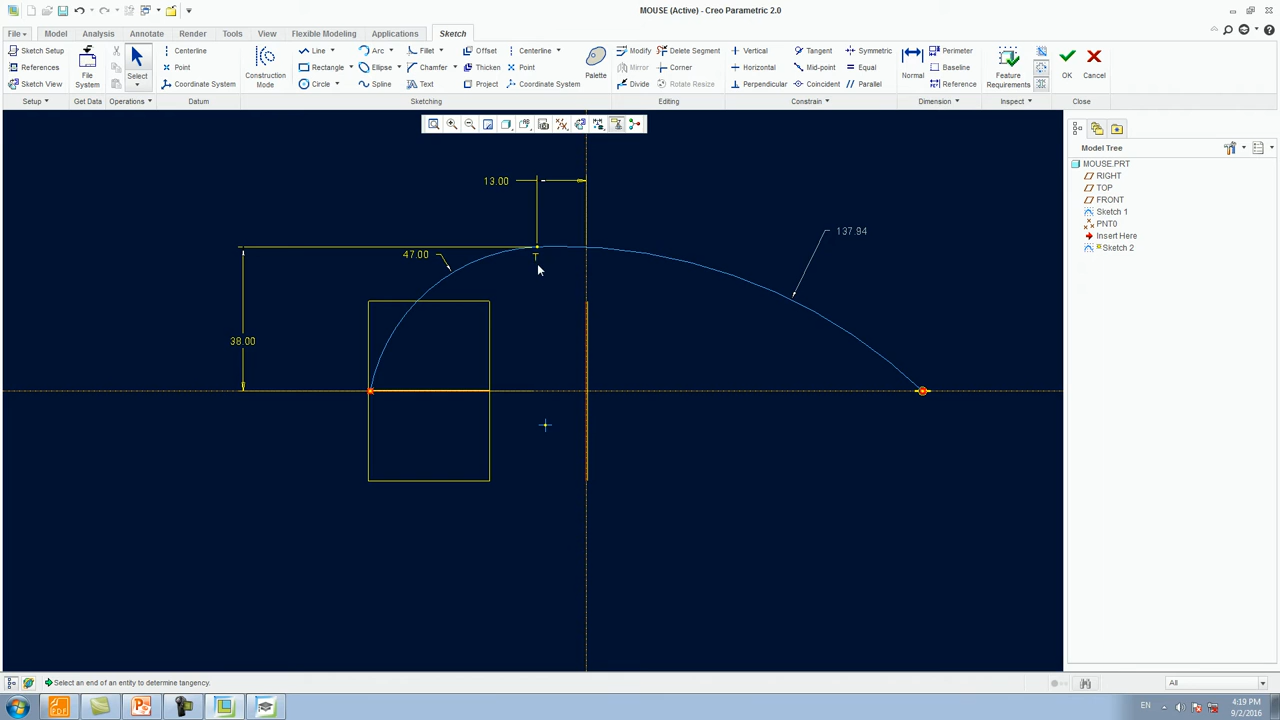 MOUSE (Active) - Creo Parametric 2.0
File Model Analysis Annotate Render Tools View Flexible Modeling Applications Sketch
Sketch Setup
References
Sketch View
Setup
File System
Get Data
Select
Operations
Centerline
Point
Coordinate System
Datum
Construction Mode
Line
Rectangle
Circle
Arc
Ellipse
Spline
Fillet
Chamfer
Text
Offset
Thicken
Project
Centerline
Point
Coordinate System
Palette
Sketching
Modify
Mirror
Divide
Delete Segment
Corner
Rotate Resize
Editing
Vertical
Horizontal
Perpendicular
Tangent
Mid-point
Coincident
Symmetric
Equal
Parallel
Constrain
Normal
Perimeter
Baseline
Reference
Dimension
Feature Requirements
Inspect
OK
Cancel
Close
Model Tree
MOUSE.PRT
RIGHT
TOP
FRONT
Sketch 1
PNT0
Insert Here
Sketch 2
13.00
137.94
47.00
T
38.00
Select an end of an entity to determine tangency.
All
EN
4:19 PM
9/2/2016